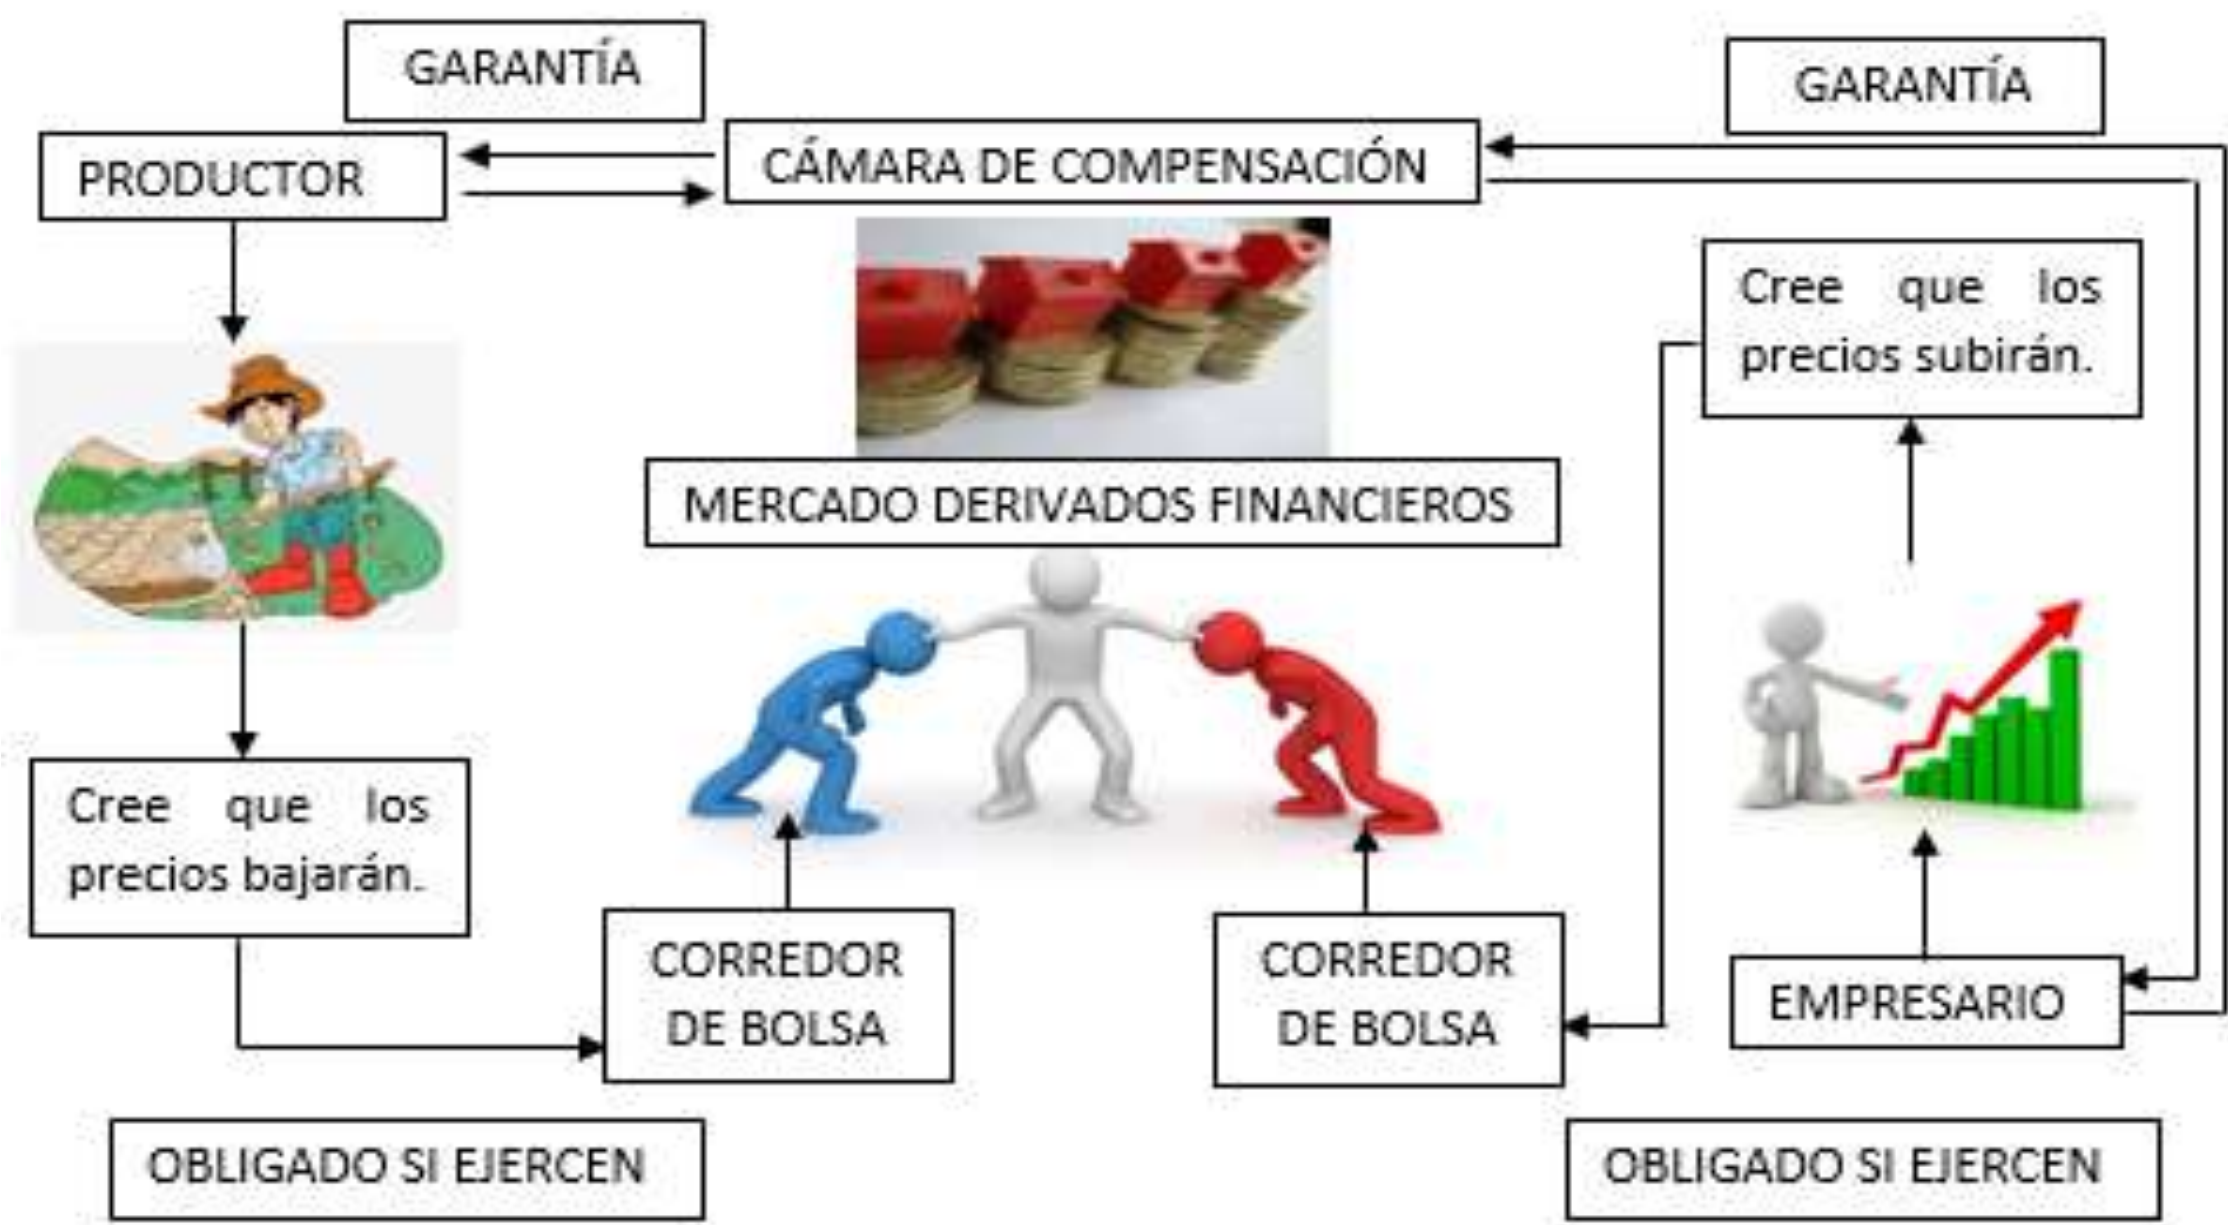 GARANTÍA
GARANTÍA
PRODUCTOR
CÁMARA DE COMPENSACIÓN
Cree que los
precios subirán.
MERCADO DERIVADOS FINANCIEROS
Cree que los
precios bajarán.
CORREDOR
DE BOLSA
CORREDOR
DE BOLSA
EMPRESARIO
OBLIGADO SI EJERCEN
OBLIGADO SI EJERCEN